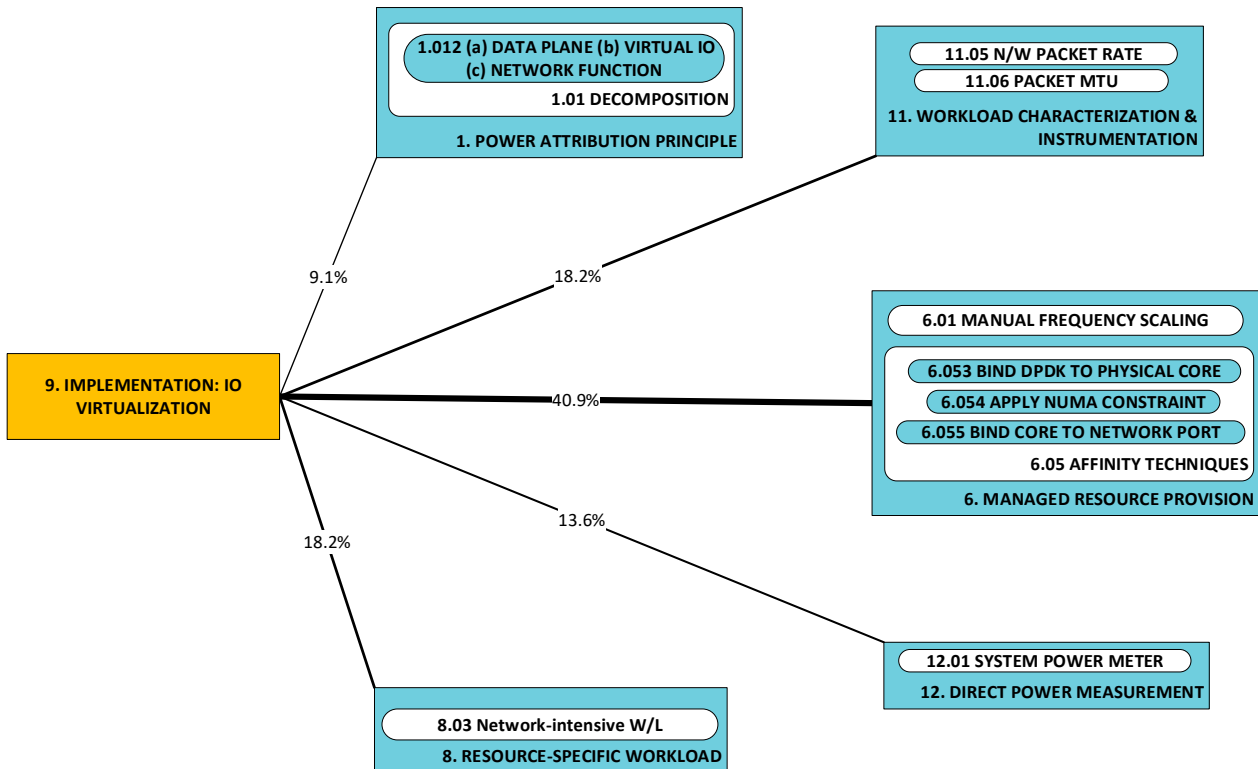 1.012 (a) DATA PLANE (b) VIRTUAL IO
(c) NETWORK FUNCTION
1.01 DECOMPOSITION
1. POWER ATTRIBUTION PRINCIPLE
11.05 N/W PACKET RATE
11.06 PACKET MTU
11. WORKLOAD CHARACTERIZATION &
INSTRUMENTATION
9.1%
18.2%
9. IMPLEMENTATION: IO
VIRTUALIZATION
40.9%
6.01 MANUAL FREQUENCY SCALING
6.053 BIND DPDK TO PHYSICAL CORE
6.054 APPLY NUMA CONSTRAINT
6.055 BIND CORE TO NETWORK PORT
6.05 AFFINITY TECHNIQUES
6. MANAGED RESOURCE PROVISION
13.6%
18.2%
12.01 SYSTEM POWER METER
12. DIRECT POWER MEASUREMENT
8.03 Network-intensive W/L
8. RESOURCE-SPECIFIC WORKLOAD